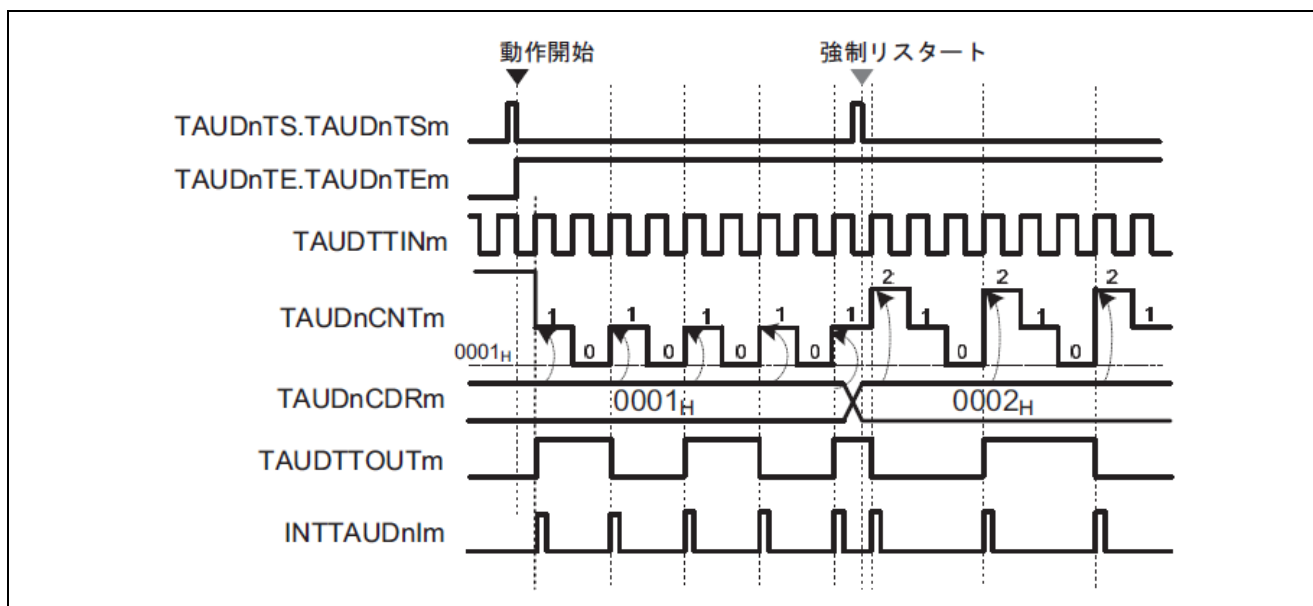 動作開始 強制リスタート
TAUDnTS.TAUDnTSm
TAUDnTE.TAUDnTEm
TAUDTTINm
2 2 2
TAUDnCNTm 1 1 1 1 1 1 1 1
0001H 0 0 0 0 0 0
TAUDnCDRm 0001H 0002H
TAUDTTOUTm
INTTAUDnIm